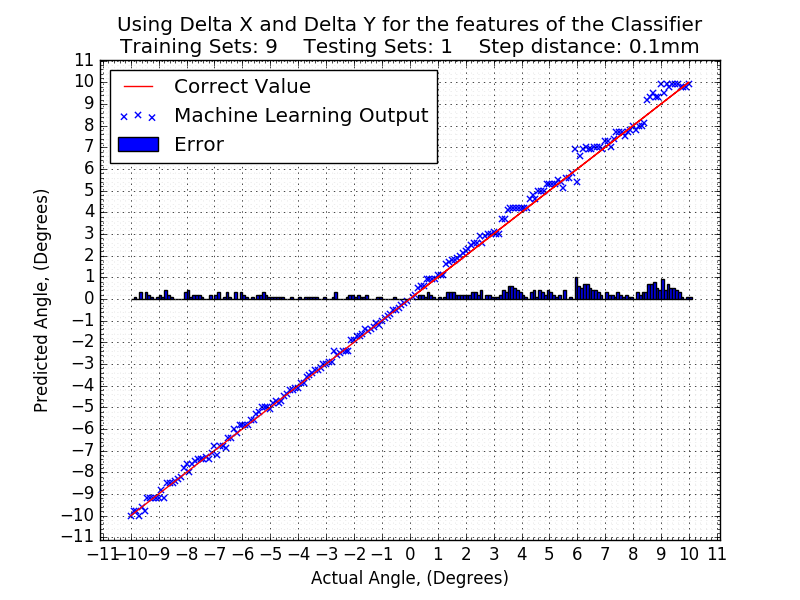 Using Delta X and Delta Y for the features of the Classifier
Training Sets: 9 Testing Sets: 1 Step distance: 0.1mm
Correct Value
Machine Learning Output
Error
Predicted Angle, (Degrees)
11
10
9
8
7
6
5
4
3
2
1
0
−1
−2
−3
−4
−5
−6
−7
−8
−9
−10
−11
−11 −10 −9 −8 −7 −6 −5 −4 −3 −2 −1 0 1 2 3 4 5 6 7 8 9 10 11
Actual Angle, (Degrees)